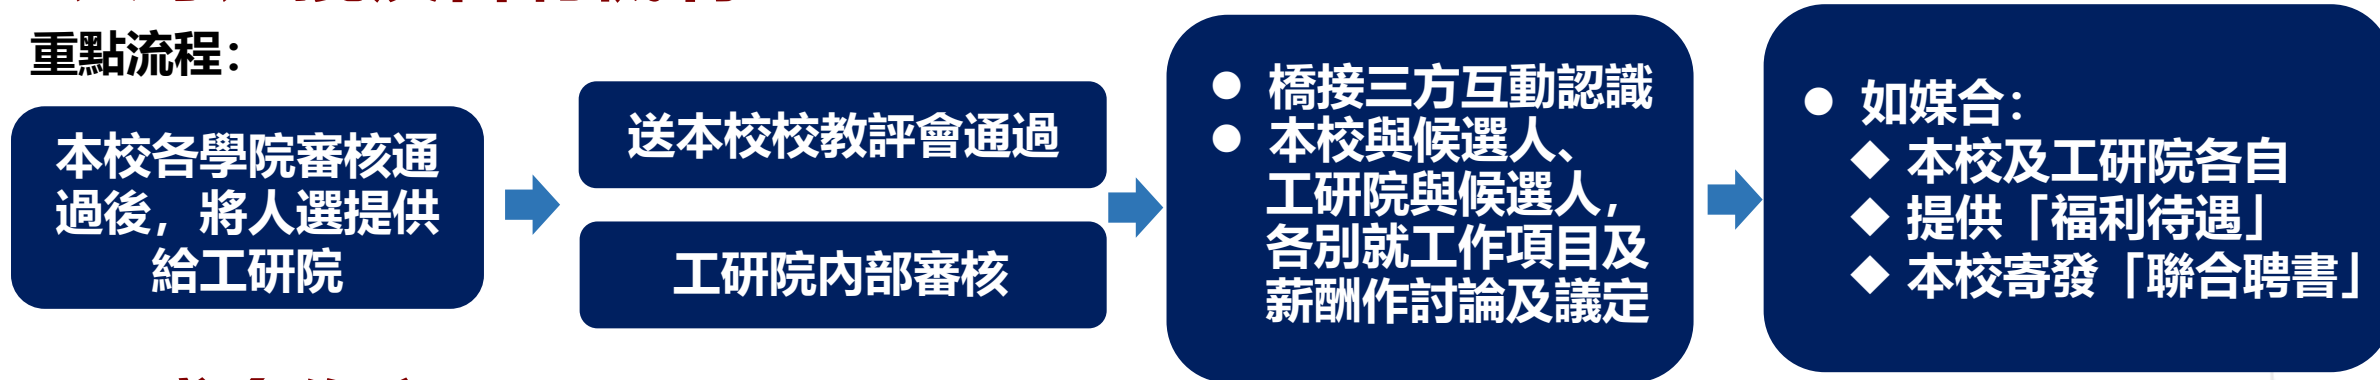 重點流程：
本校各學院審核通
過後，將人選提供
給工研院
送本校校教評會通過
工研院內部審核
● 橋接三方互動認識
● 本校與候選人、
工研院與候選人，
各別就工作項目及
薪酬作討論及議定
● 如媒合：
◆ 本校及工研院各自
◆ 提供「福利待遇」
◆ 本校寄發「聯合聘書」